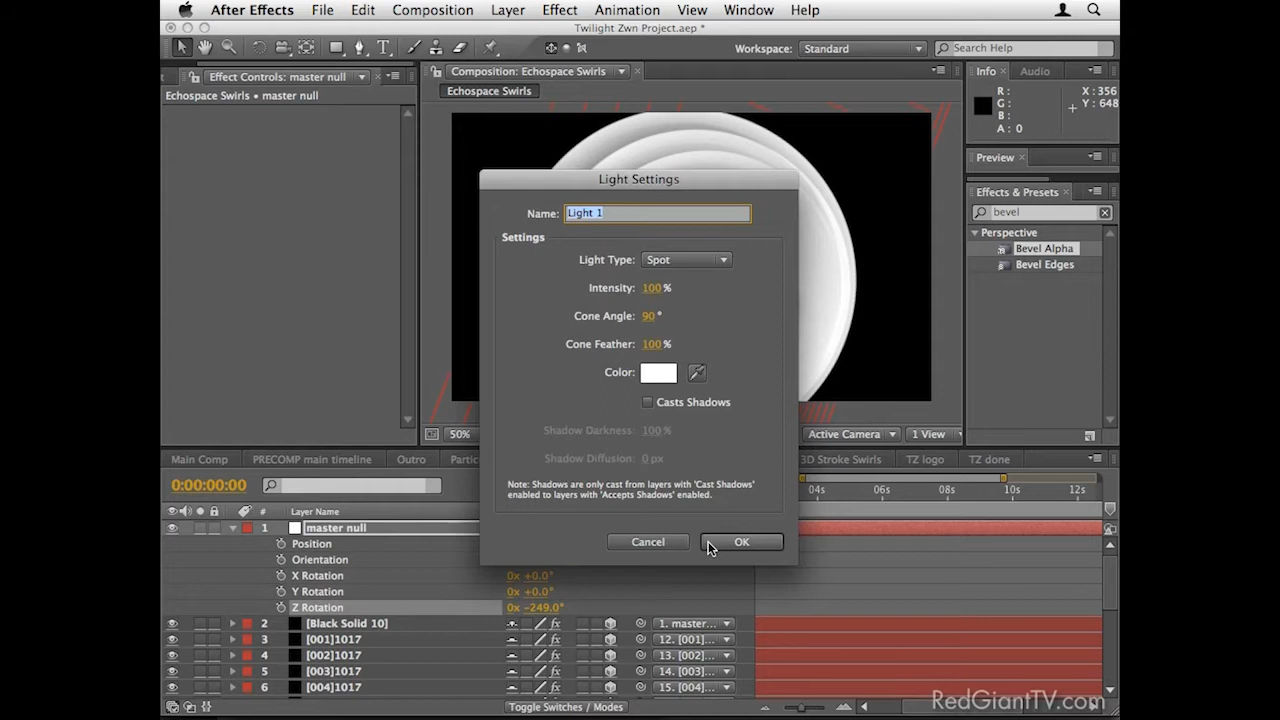 After Effects File Edit Composition Layer Effect Animation View Window Help
Twilight Zwn Project.aep *
Workspace: Standard Search Help
Effect Controls: master null
Composition: Echospace Swirls
Info Audio
Echospace Swirls • master null
Echospace Swirls
R:
G:
B:
A: 0
X: 356
Y: 648
Preview
Effects & Presets
bevel
Perspective
Bevel Alpha
Bevel Edges
Light Settings
Name: Light 1
Settings
Light Type: Spot
Intensity: 100 %
Cone Angle: 90 °
Cone Feather: 100 %
Color:
Casts Shadows
Shadow Darkness: 100 %
Shadow Diffusion: 0 px
Note: Shadows are only cast from layers with 'Cast Shadows'
enabled to layers with 'Accepts Shadows' enabled.
Cancel OK
50% Active Camera 1 View
Main Comp PRECOMP main timeline Outro Partic 3D Stroke Swirls TZ logo TZ done
0:00:00:00
04s 06s 08s 10s 12s
# Layer Name
1 master null
Position
Orientation
X Rotation 0x +0.0°
Y Rotation 0x +0.0°
Z Rotation 0x -249.0°
2 [Black Solid 10] 1. master...
3 [001]1017 12. [001]...
4 [002]1017 13. [002]...
5 [003]1017 14. [003]...
6 [004]1017 15. [004]...
Toggle Switches / Modes
RedGiantTV.com